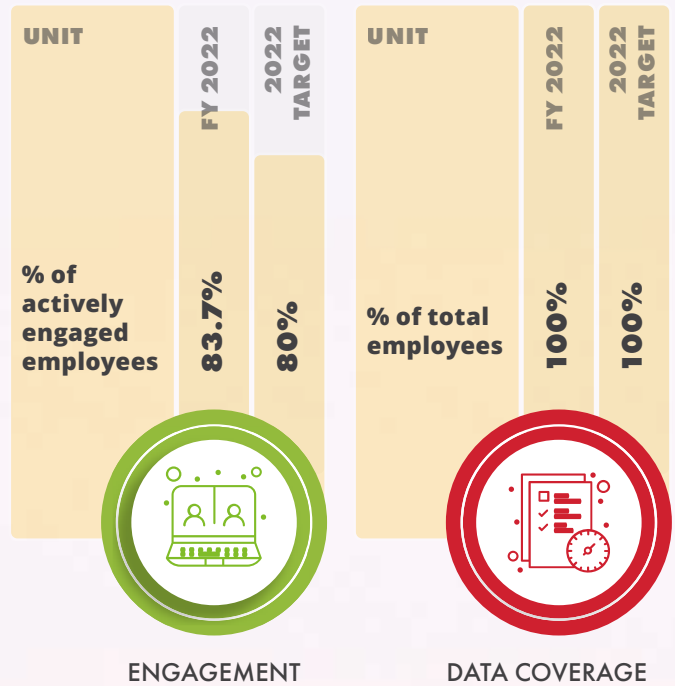 UNIT
FY 2022
2022
TARGET
% of
actively
engaged
employees
83.7%
80%
ENGAGEMENT
UNIT
FY 2022
2022
TARGET
% of total
employees
100%
100%
DATA COVERAGE